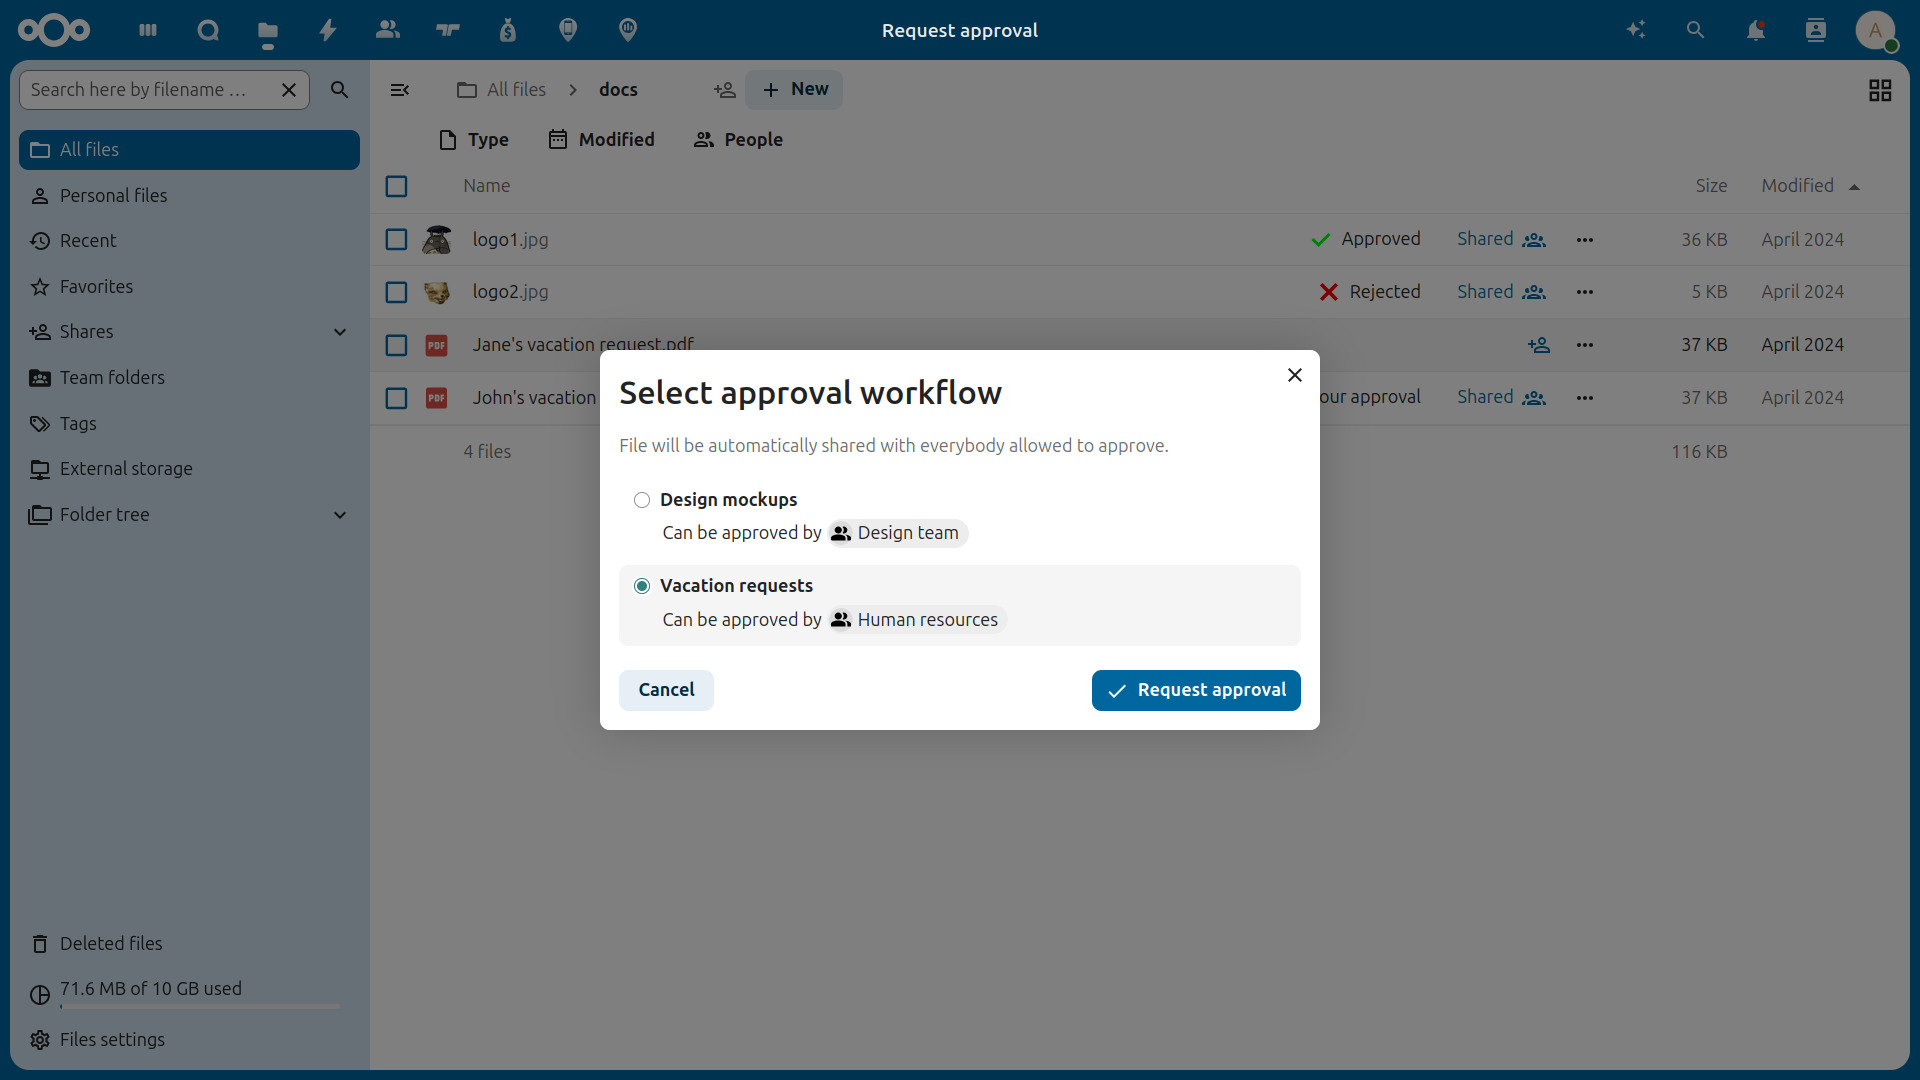 Request approval
A
Search here by filename ...
All files
docs
New
Type
Modified
People
All files
Personal files
Recent
Favorites
Shares
Team folders
Tags
External storage
Folder tree
Name
Size
Modified
logo1.jpg
Approved
Shared
36 KB
April 2024
logo2.jpg
Rejected
Shared
5 KB
April 2024
PDF
Jane's vacation request.pdf
37 KB
April 2024
PDF
John's vacation
our approval
Shared
37 KB
April 2024
4 files
116 KB
Select approval workflow
File will be automatically shared with everybody allowed to approve.
Design mockups
Can be approved by Design team
Vacation requests
Can be approved by Human resources
Cancel
Request approval
Deleted files
71.6 MB of 10 GB used
Files settings